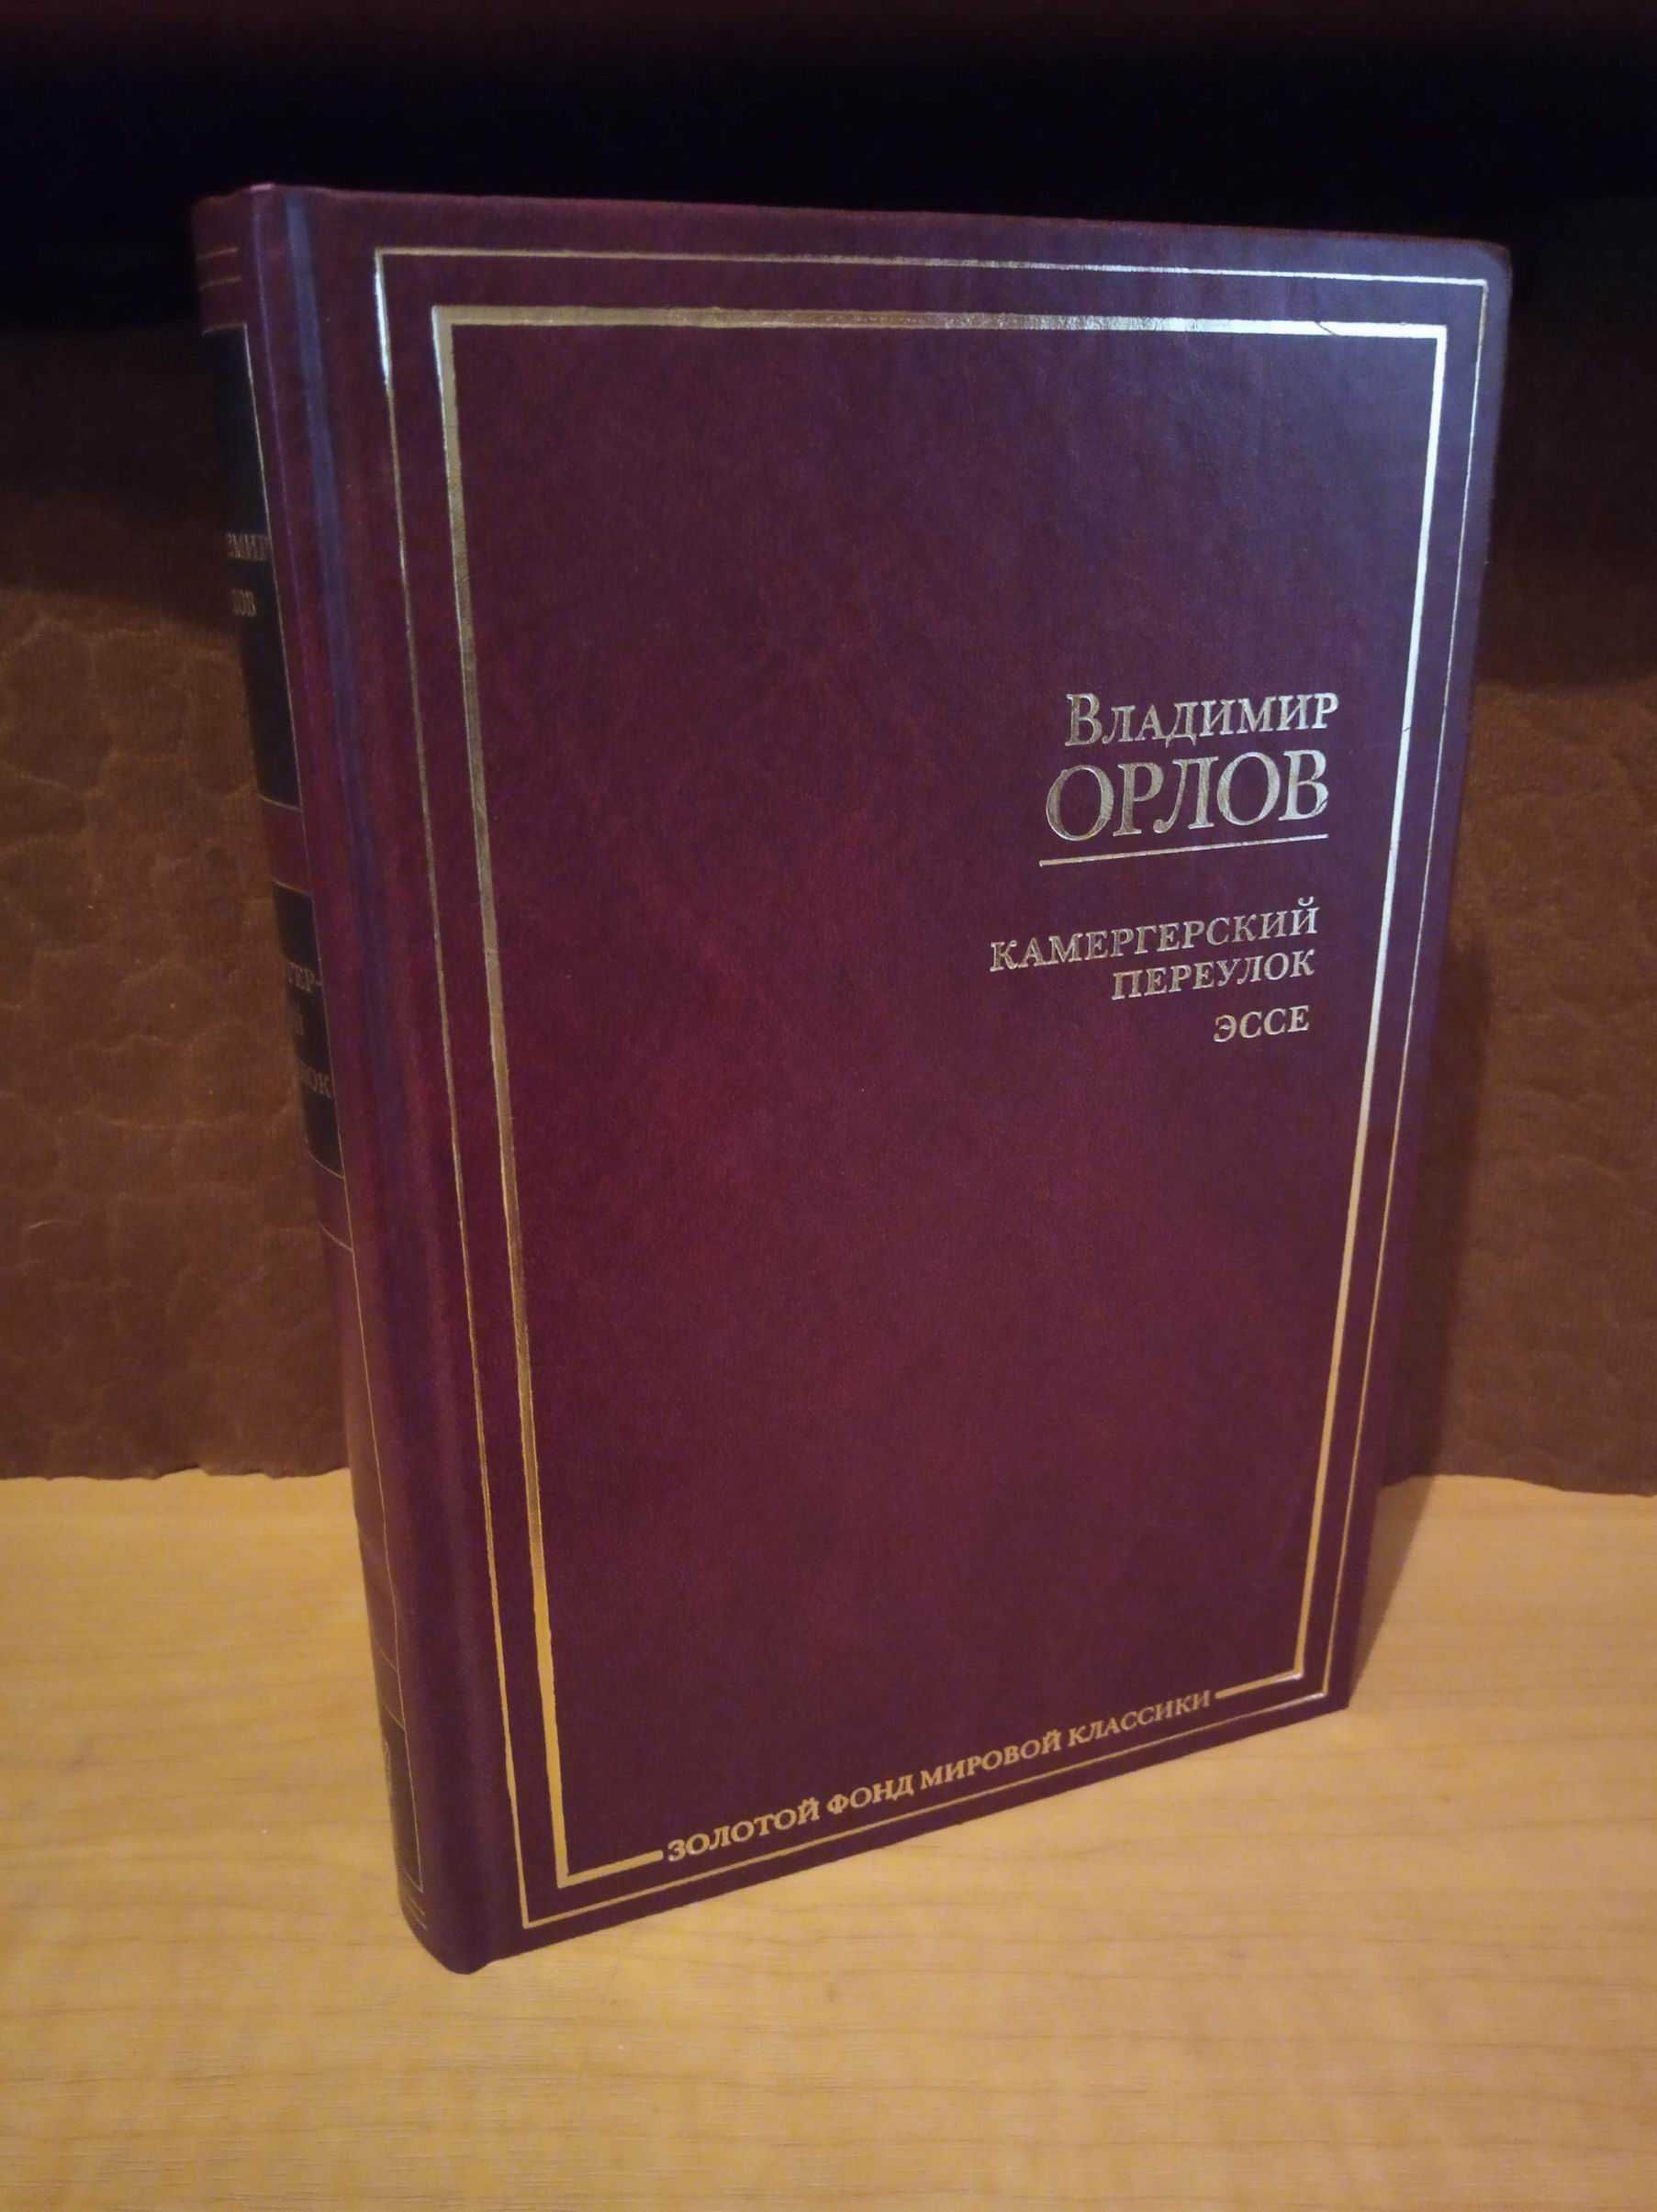 Владимир
ОРЛОВ
КАМЕРГЕРСКИЙ
ПЕРЕУЛОК
ЭССЕ
ЗОЛОТОЙ ФОНД МИРОВОЙ КЛАССИКИ